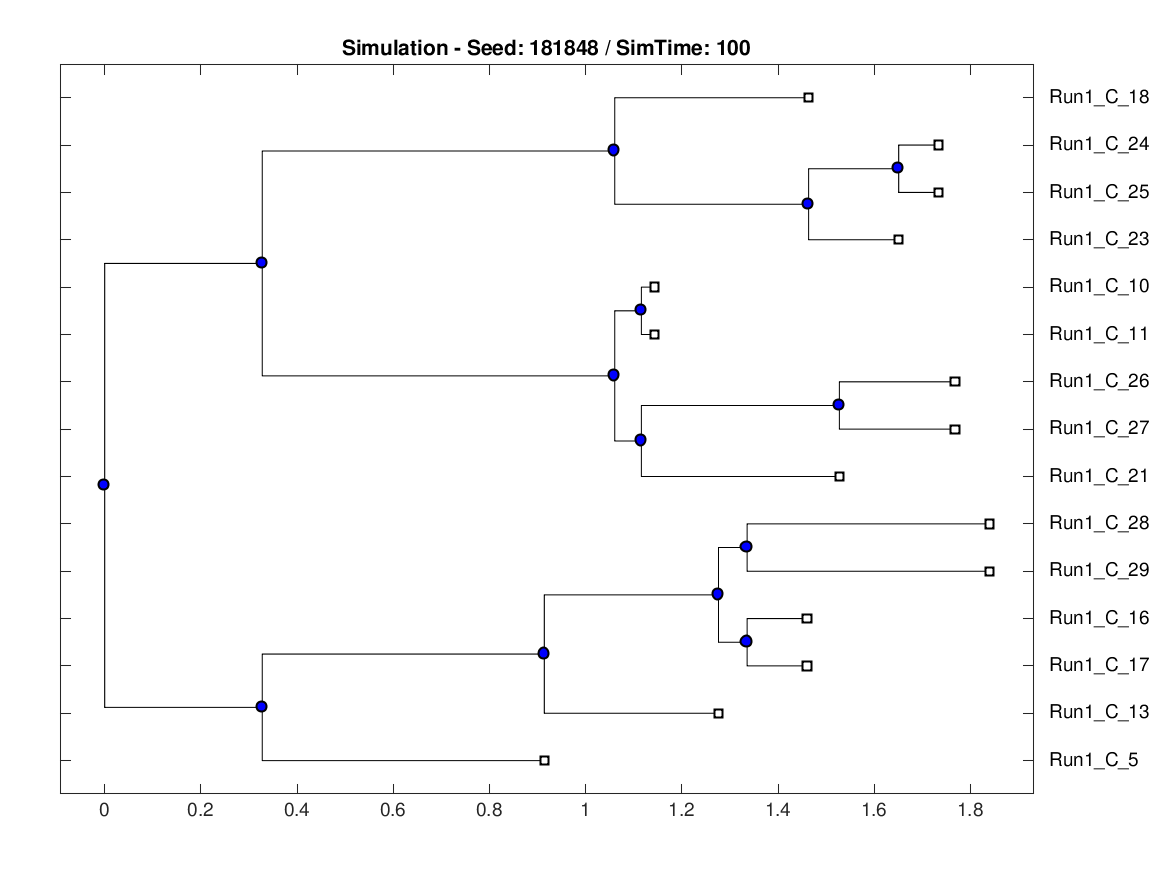 Simulation - Seed: 181848 / SimTime: 100
Run1_C_18
Run1_C_24
Run1_C_25
Run1_C_23
Run1_C_10
Run1_C_11
Run1_C_26
Run1_C_27
Run1_C_21
Run1_C_28
Run1_C_29
Run1_C_16
Run1_C_17
Run1_C_13
Run1_C_5
0 0.2 0.4 0.6 0.8 1 1.2 1.4 1.6 1.8